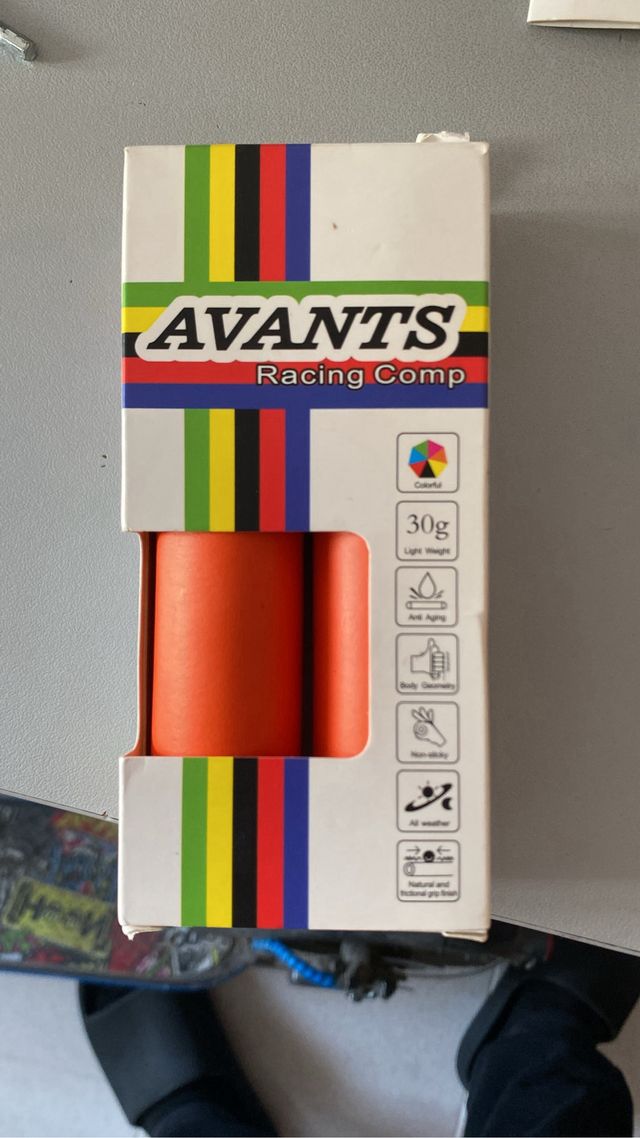 AVANTS
Racing Comp
Colorful
30g
Light Weight
Anti Aging
Body Geometry
Non-sticky
All weather
Natural and
frictional grip finish